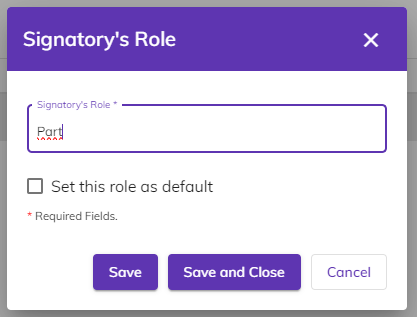 Signatory's Role
Signatory's Role *
Part
Set this role as default
* Required Fields.
Save
Save and Close
Cancel